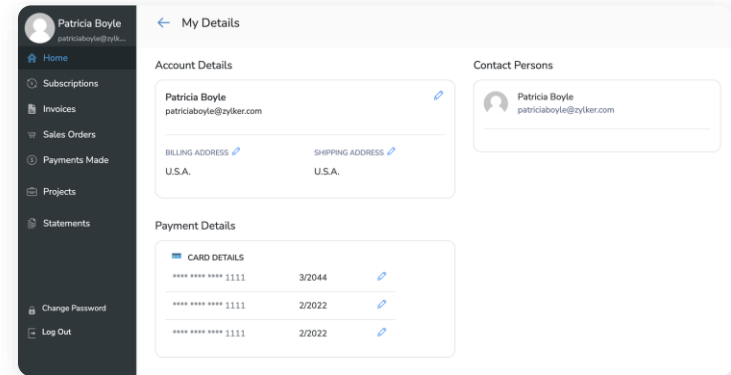 Patricia Boyle
patriciaboyle@zylk...
Home
Subscriptions
Invoices
Sales Orders
Payments Made
Projects
Statements
Change Password
Log Out
My Details
Account Details
Patricia Boyle
patriciaboyle@zylker.com
BILLING ADDRESS
SHIPPING ADDRESS
U.S.A.
U.S.A.
Payment Details
CARD DETAILS
**** **** **** 1111 3/2044
**** **** **** 1111 2/2022
**** **** **** 1111 2/2022
Contact Persons
Patricia Boyle
patriciaboyle@zylker.com